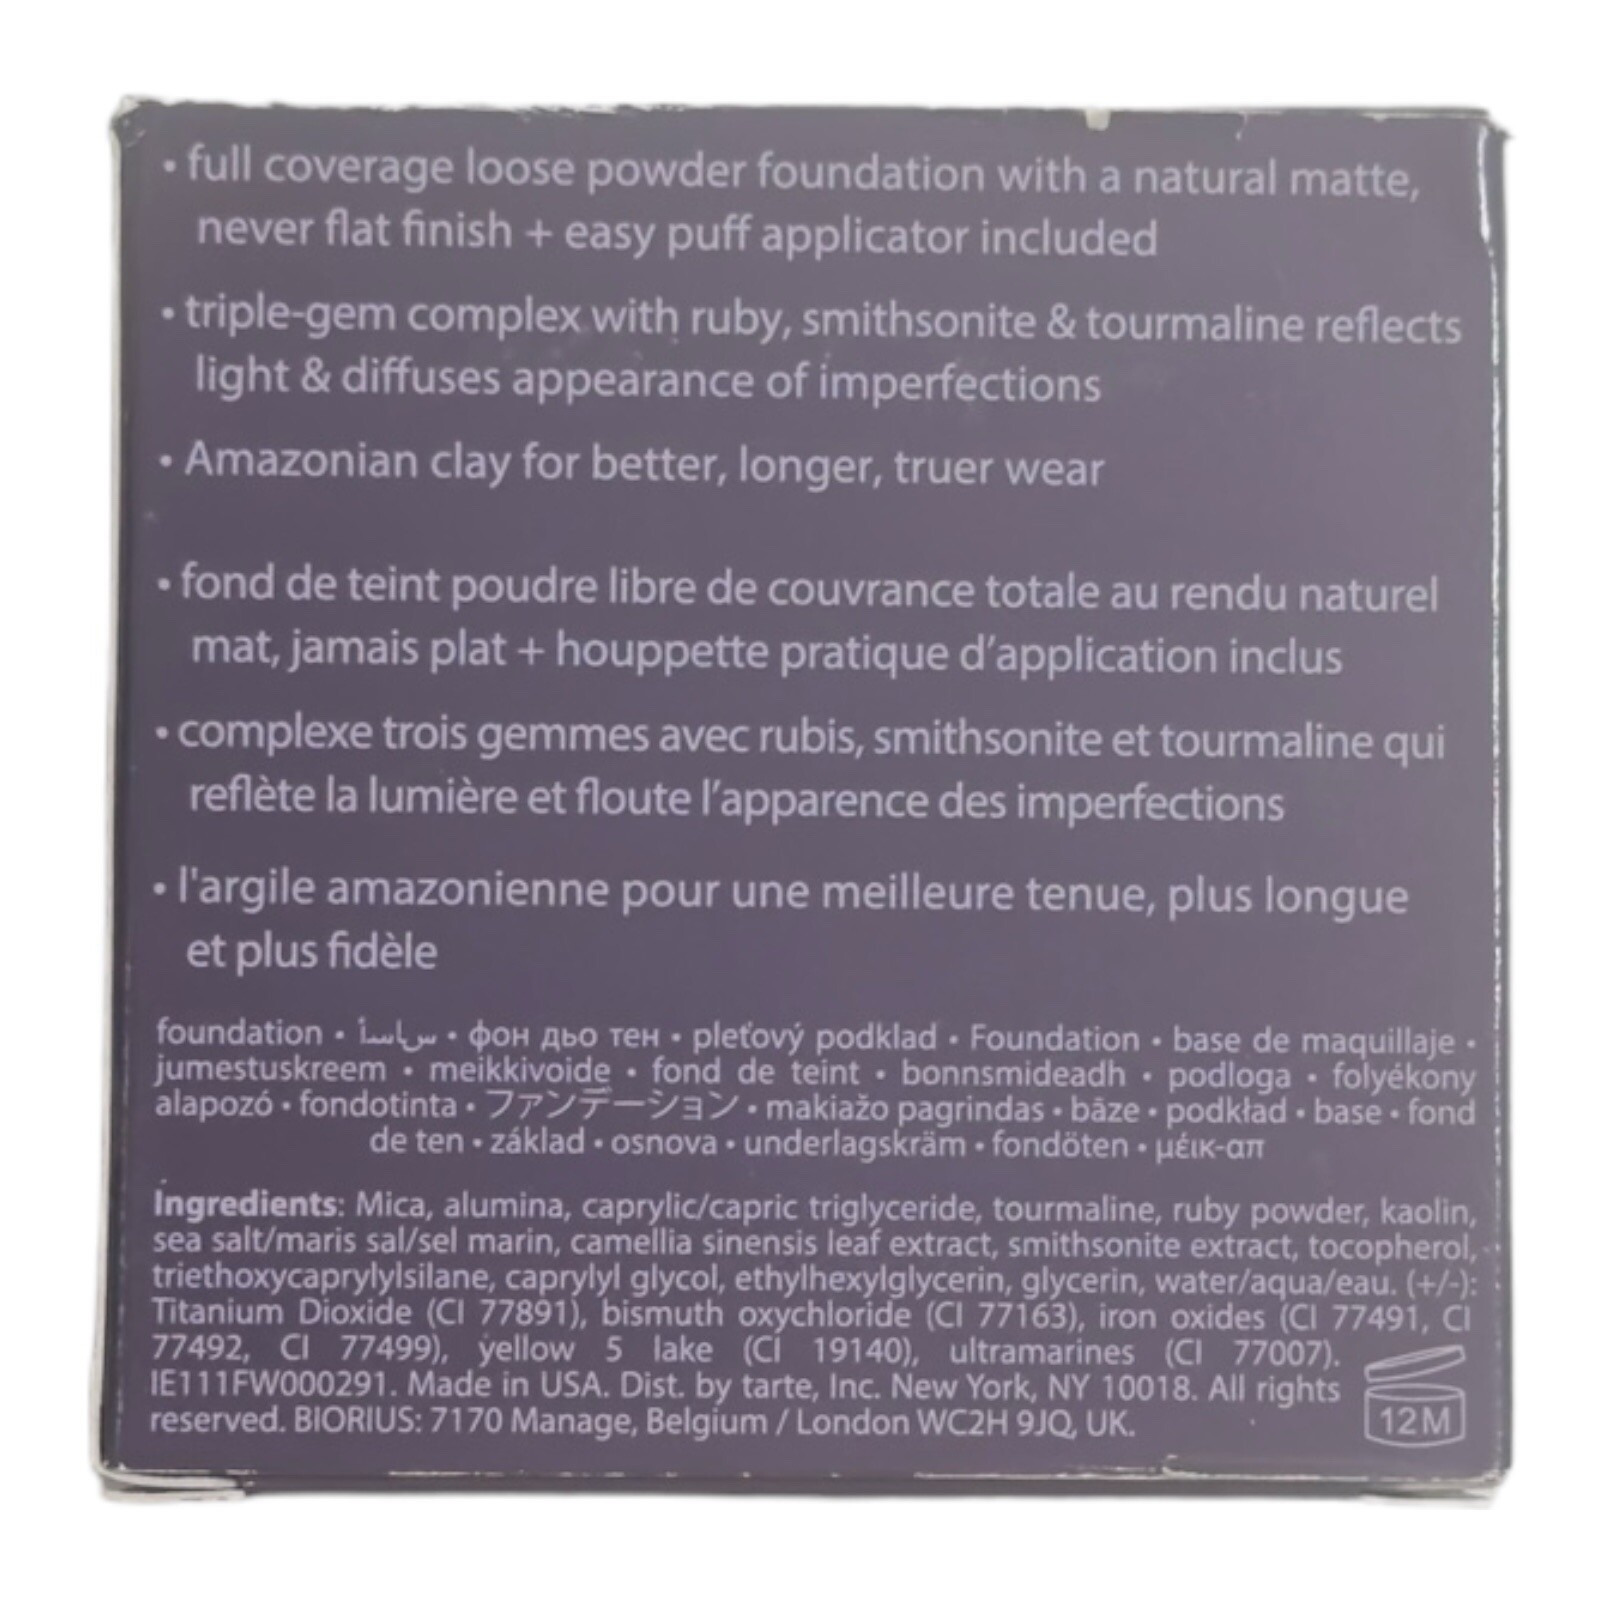 • full coverage loose powder foundation with a natural matte,
never flat finish + easy puff applicator included
• triple-gem complex with ruby, smithsonite & tourmaline reflects
light & diffuses appearance of imperfections
• Amazonian clay for better, longer, truer wear
• fond de teint poudre libre de couvrance totale au rendu naturel
mat, jamais plat + houppette pratique d’application inclus
• complexe trois gemmes avec rubis, smithsonite et tourmaline qui
reflète la lumière et floute l’apparence des imperfections
• l'argile amazonienne pour une meilleure tenue, plus longue
et plus fidèle
foundation • ﺱﺎﺳﺃ • фон дьо тен • pleťový podklad • Foundation • base de maquillaje •
jumestuskreem • meikkivoide • fond de teint • bonnsmideadh • podloga • folyékony
alapozó • fondotinta • ファンデーション • makiažo pagrindas • bāze • podkład • base • fond
de ten • základ • osnova • underlagskräm • fondöten • μέικ-απ
Ingredients: Mica, alumina, caprylic/capric triglyceride, tourmaline, ruby powder, kaolin,
sea salt/maris sal/sel marin, camellia sinensis leaf extract, smithsonite extract, tocopherol,
triethoxycaprylylsilane, caprylyl glycol, ethylhexylglycerin, glycerin, water/aqua/eau. (+/-):
Titanium Dioxide (CI 77891), bismuth oxychloride (CI 77163), iron oxides (CI 77491, CI
77492, CI 77499), yellow 5 lake (CI 19140), ultramarines (CI 77007).
IE111FW000291. Made in USA. Dist. by tarte, Inc. New York, NY 10018. All rights
reserved. BIORIUS: 7170 Manage, Belgium / London WC2H 9JQ, UK.
12M